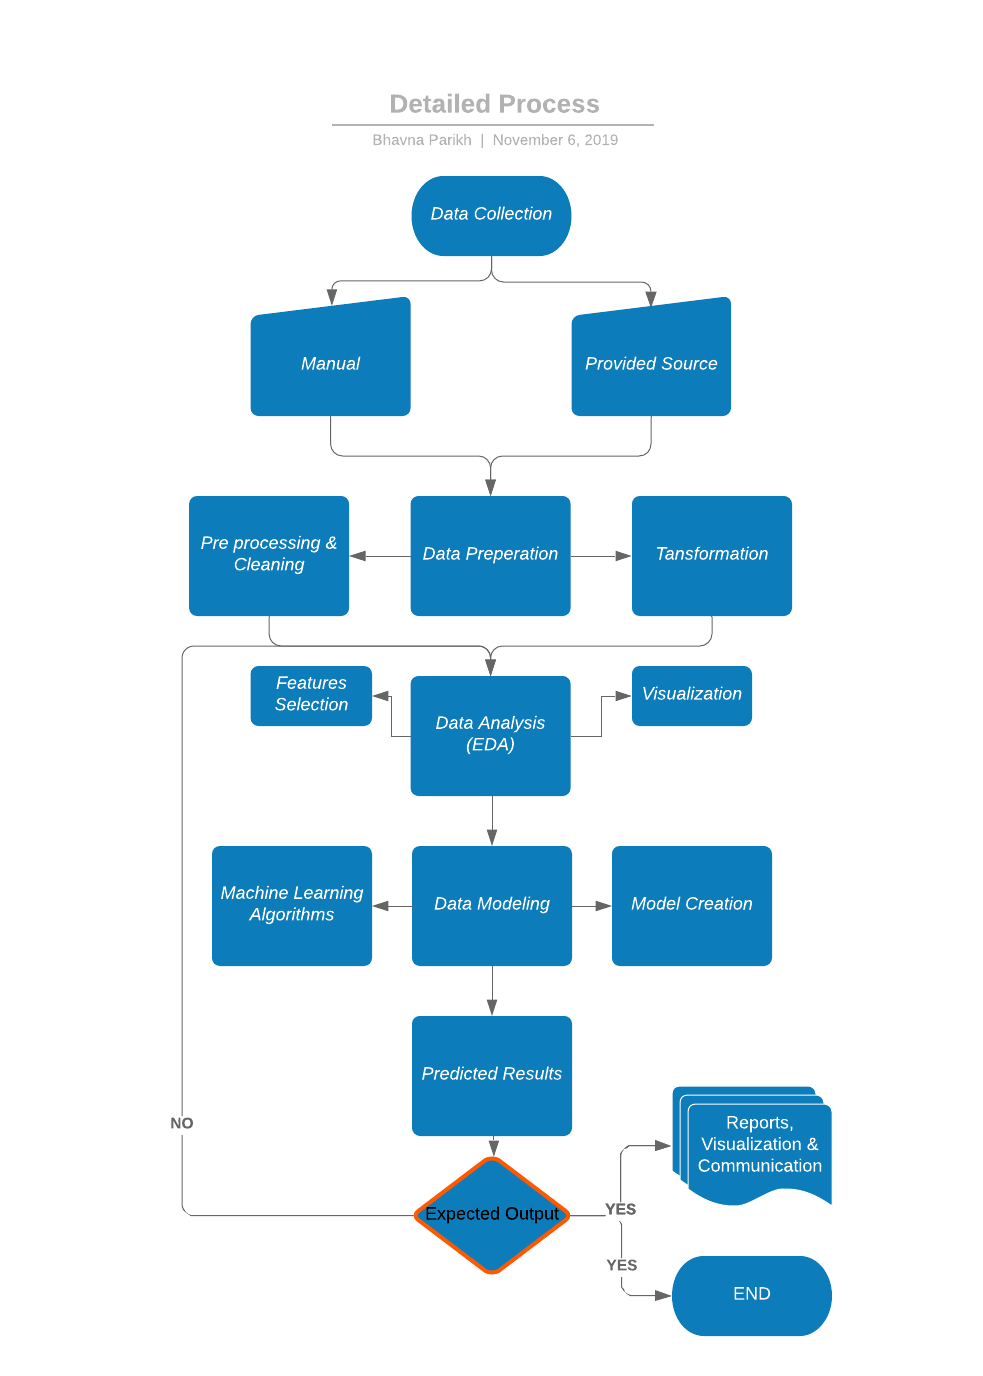 Detailed Process
Bhavna Parikh | November 6, 2019
Data Collection
Manual
Provided Source
Pre processing &
Cleaning
Data Preperation
Tansformation
Features
Selection
Data Analysis
(EDA)
Visualization
Machine Learning
Algorithms
Data Modeling
Model Creation
Predicted Results
NO
Expected Output
YES
Reports,
Visualization &
Communication
YES
END